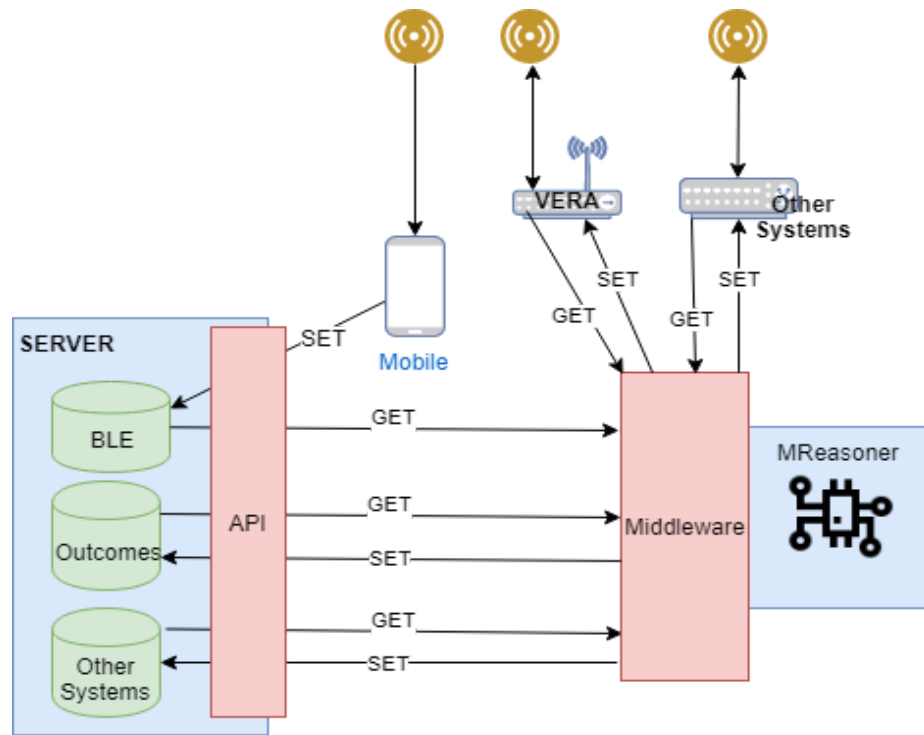 VERA
Other
Systems
GET
SET
GET
SET
SET
Mobile
SERVER
BLE
GET
MReasoner
Outcomes
GET
API
Middleware
SET
Other
Systems
GET
SET